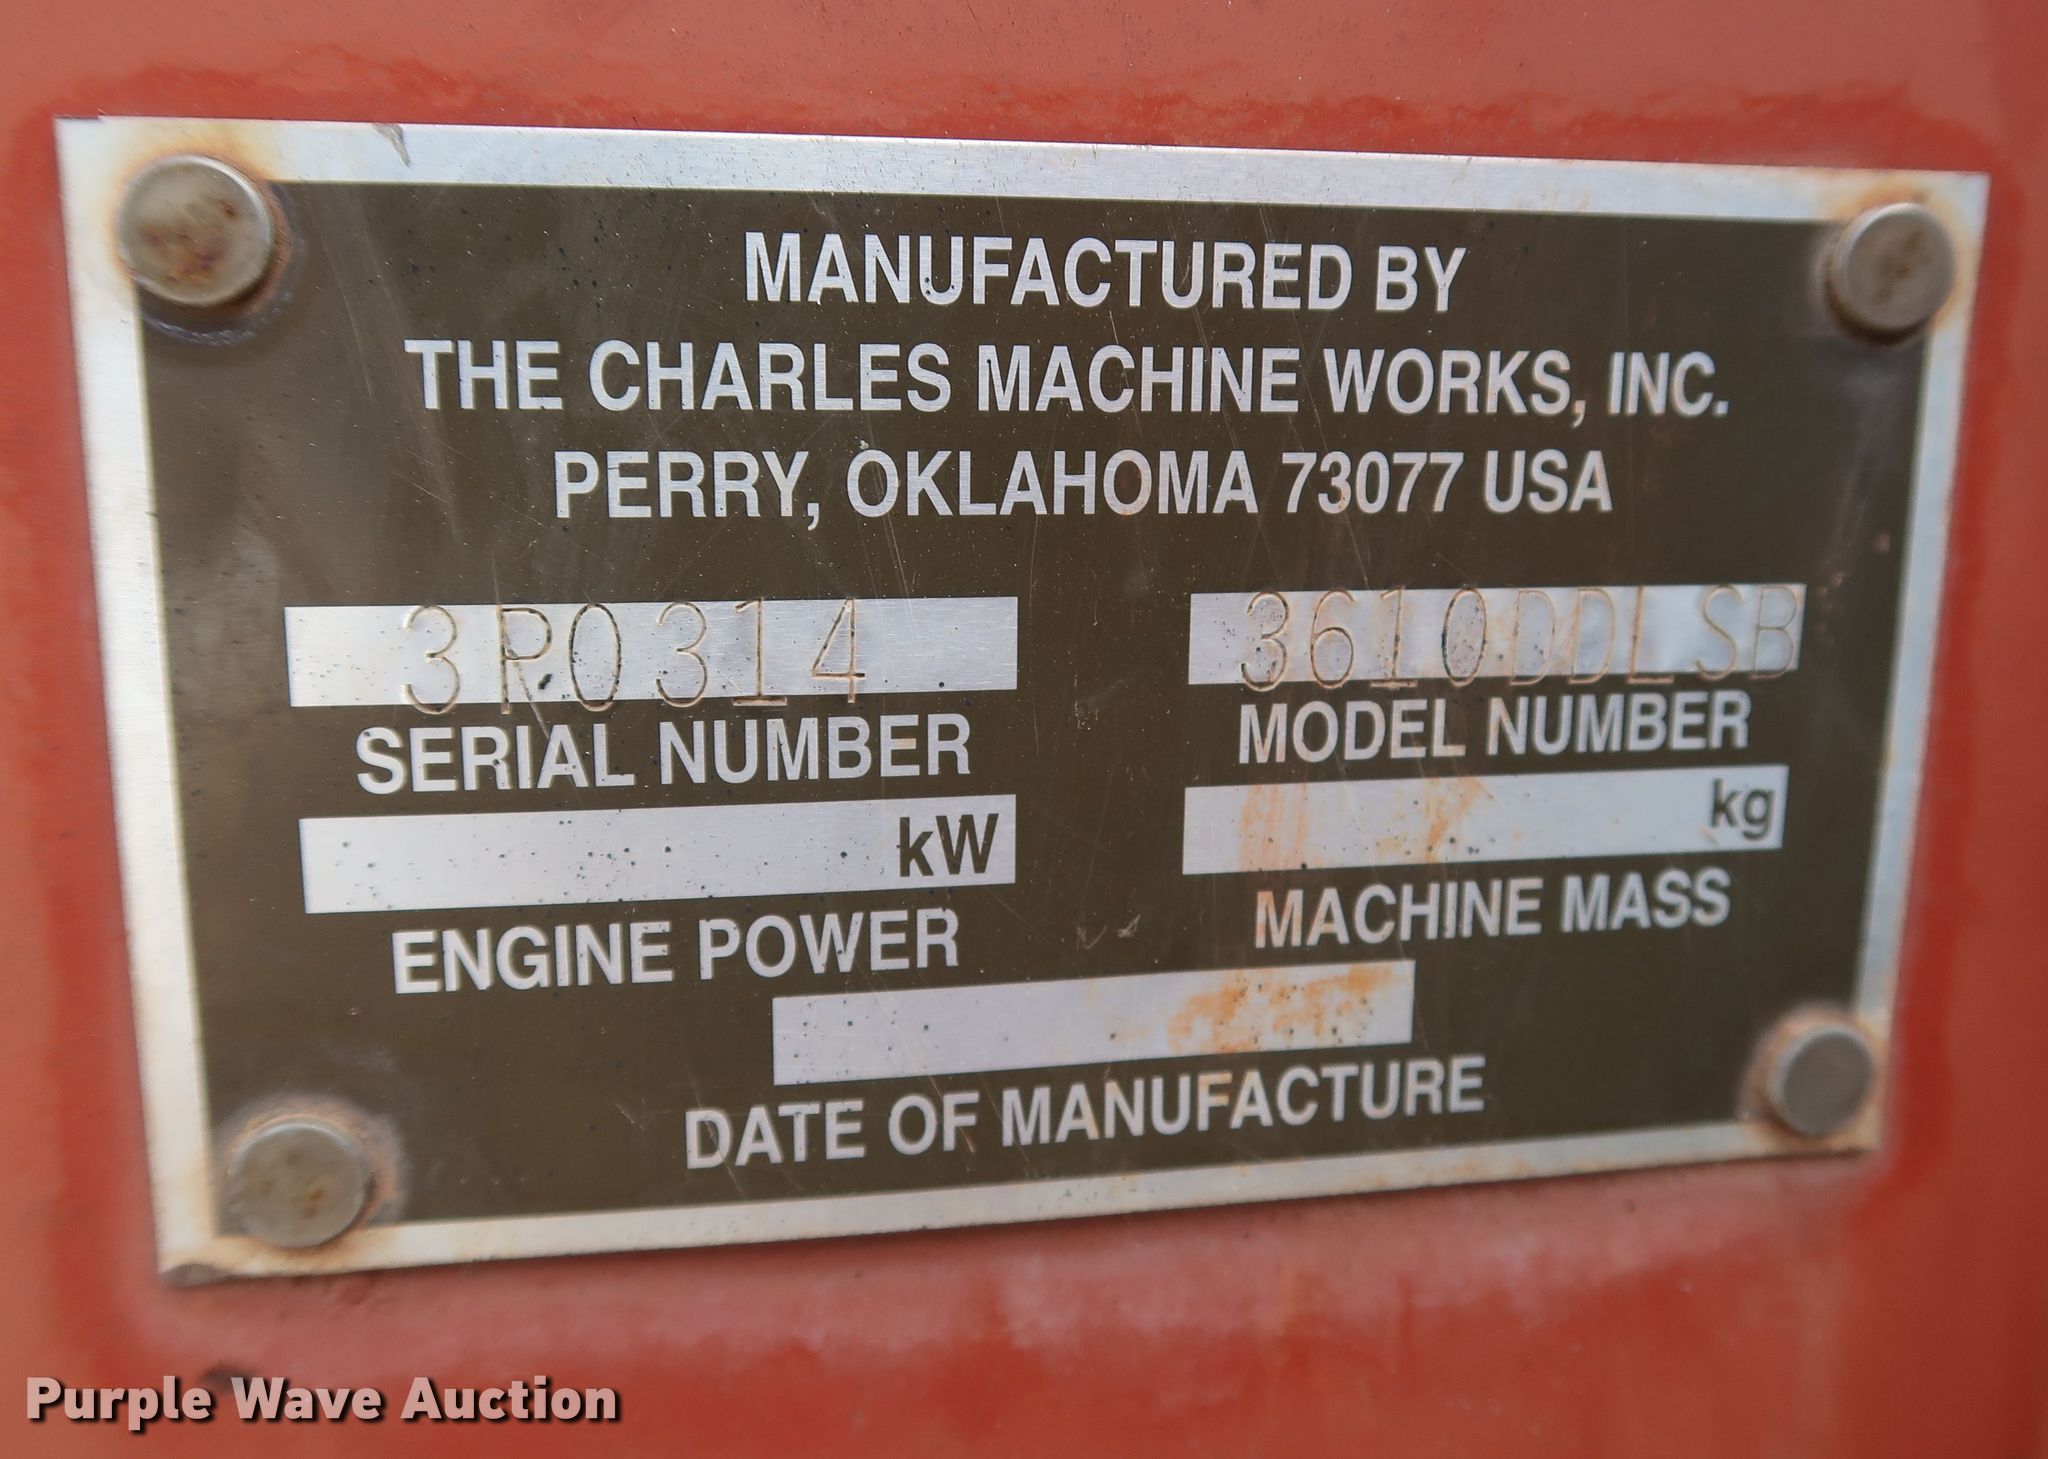 MANUFACTURED BY
THE CHARLES MACHINE WORKS, INC.
PERRY, OKLAHOMA 73077 USA
3R0314 3610DDLSB
SERIAL NUMBER MODEL NUMBER
kW kg
ENGINE POWER MACHINE MASS
DATE OF MANUFACTURE
Purple Wave Auction